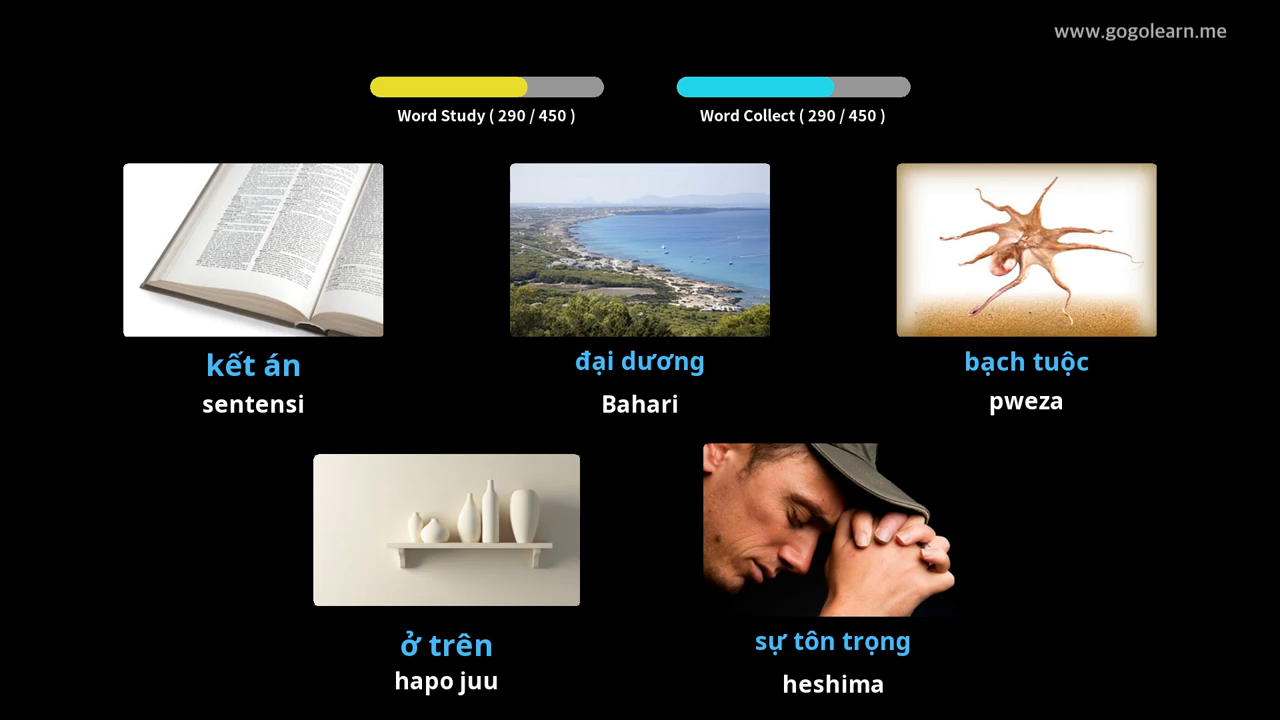 www.gogolearn.me
Word Study ( 290 / 450 )
Word Collect ( 290 / 450 )
kết án
sentensi
đại dương
Bahari
bạch tuộc
pweza
ở trên
hapo juu
sự tôn trọng
heshima